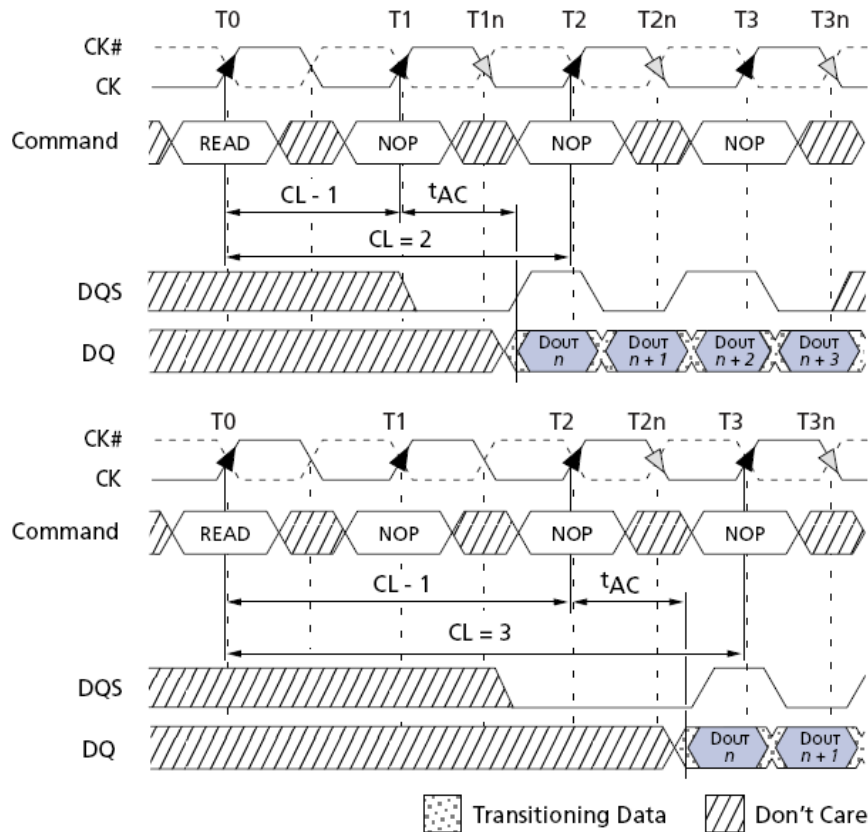 T0 T1 T1n T2 T2n T3 T3n
CK#
CK
Command READ NOP NOP NOP
CL - 1 tAC
CL = 2
DQS
DQ DOUT n DOUT n + 1 DOUT n + 2 DOUT n + 3
T0 T1 T2 T2n T3 T3n
CK#
CK
Command READ NOP NOP NOP
CL - 1 tAC
CL = 3
DQS
DQ DOUT n DOUT n + 1
Transitioning Data Don't Care